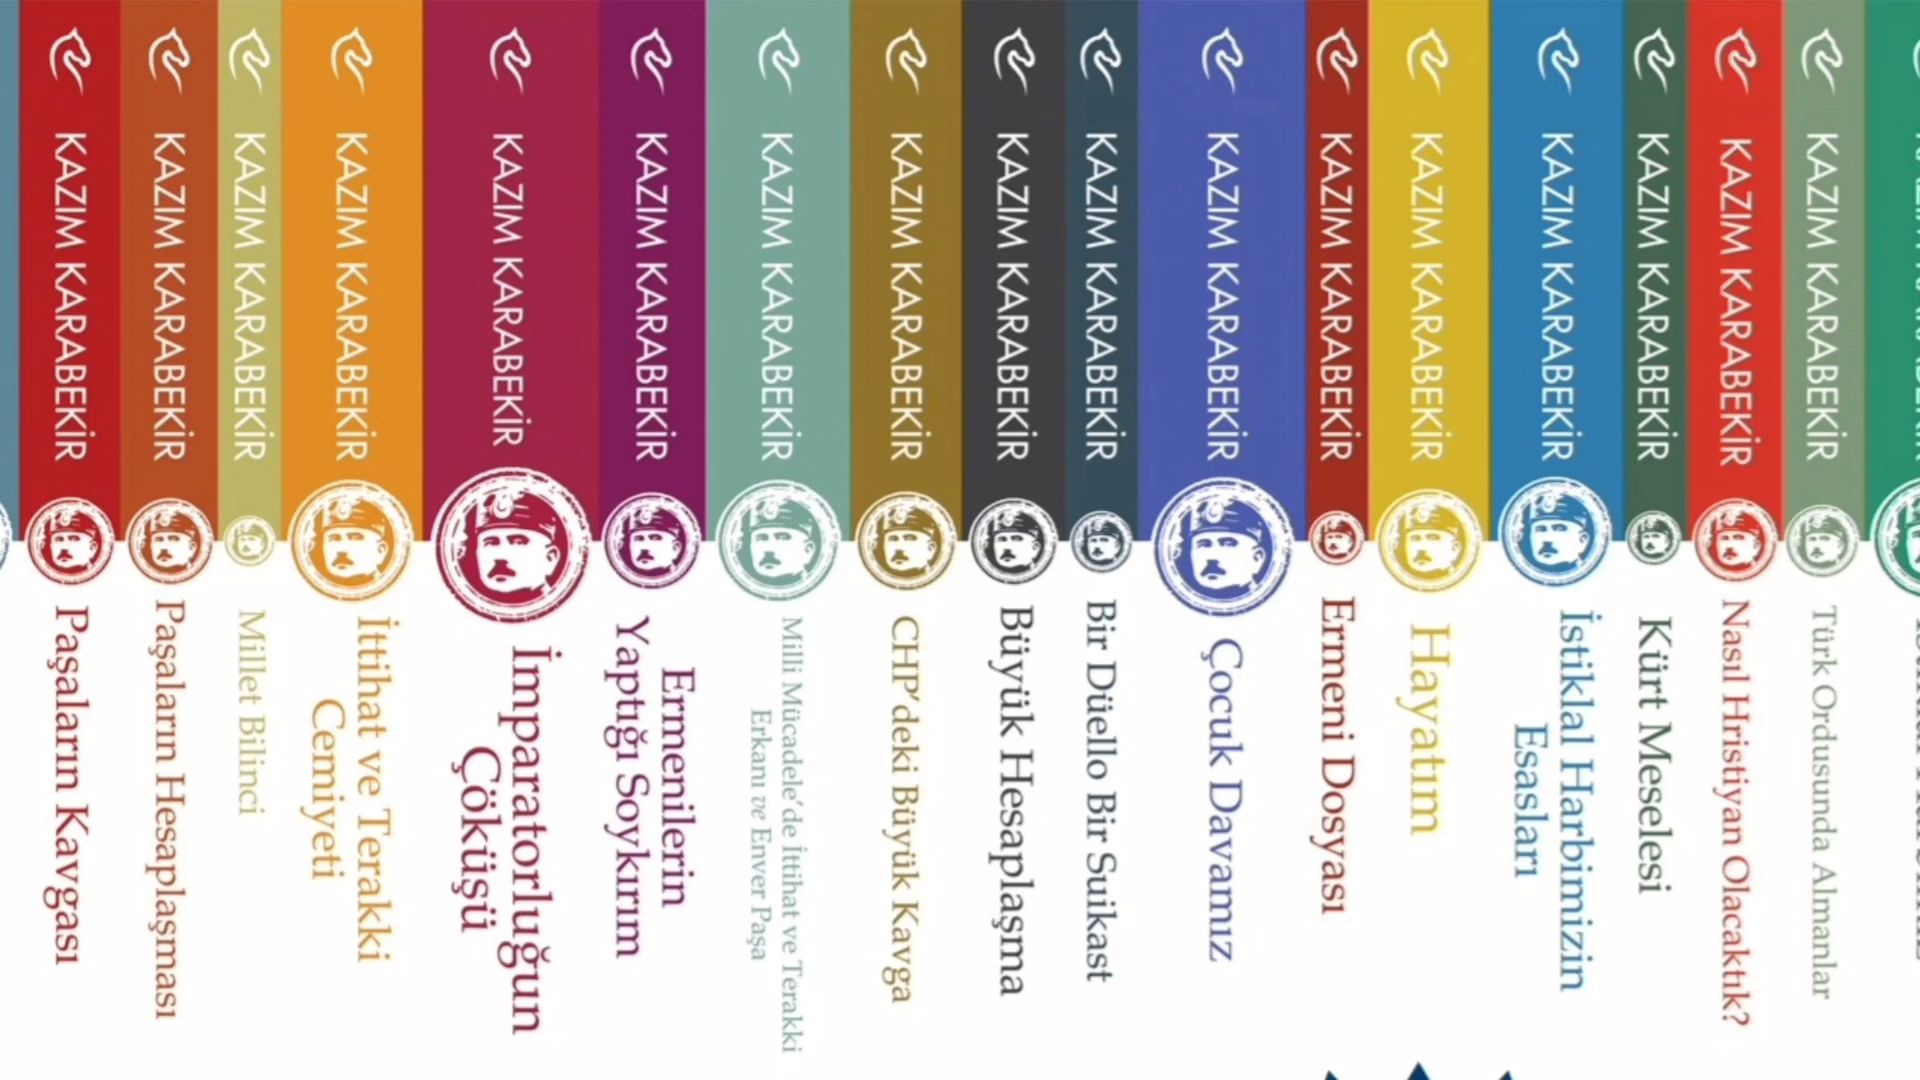 KAZIM KARABEKİR
Paşaların Kavgası
KAZIM KARABEKİR
Paşaların Hesaplaşması
KAZIM KARABEKİR
Millet Bilinci
KAZIM KARABEKİR
İttihat ve Terakki
Cemiyeti
KAZIM KARABEKİR
İmparatorluğun
Çöküşü
KAZIM KARABEKİR
Ermenilerin
Yaptığı Soykırım
KAZIM KARABEKİR
Milli Mücadele'de İttihat ve Terakki
Erkanı ve Enver Paşa
KAZIM KARABEKİR
CHP'deki Büyük Kavga
KAZIM KARABEKİR
Büyük Hesaplaşma
KAZIM KARABEKİR
Bir Düello Bir Suikast
KAZIM KARABEKİR
Çocuk Davamız
KAZIM KARABEKİR
Ermeni Dosyası
KAZIM KARABEKİR
Hayatım
KAZIM KARABEKİR
İstiklal Harbimizin
Esasları
KAZIM KARABEKİR
Kürt Meselesi
KAZIM KARABEKİR
Nasıl Hristiyan Olacaktık?
KAZIM KARABEKİR
Türk Ordusunda Almanlar